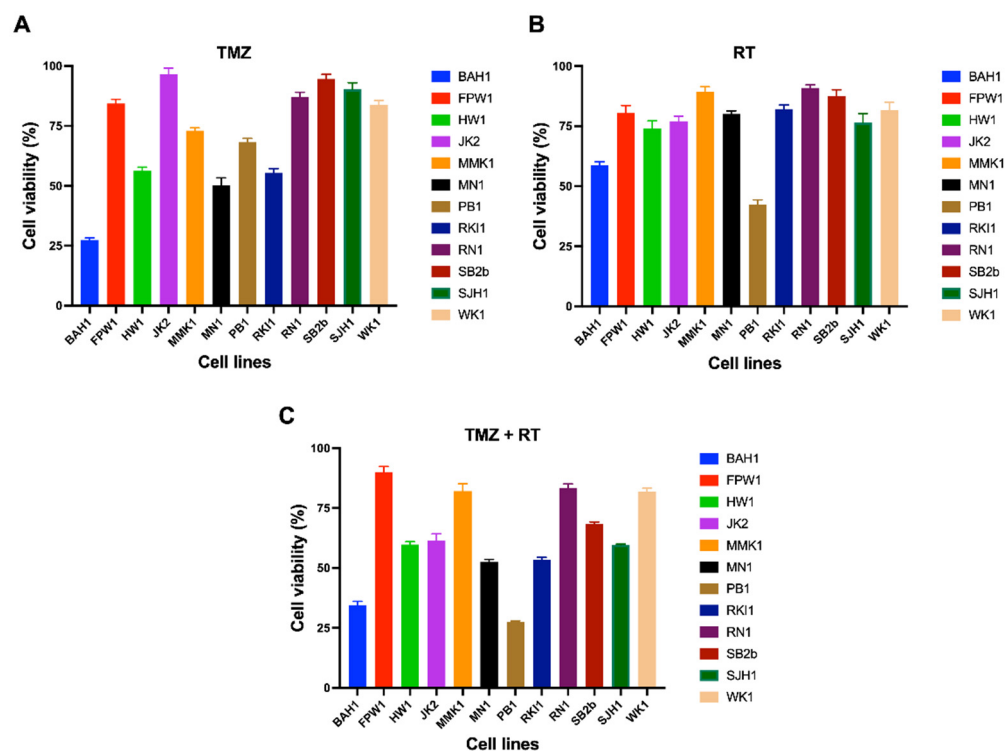 A
TMZ
Cell viability (%)
100
75
50
25
0
BAH1 FPW1 HW1 JK2 MMK1 MN1 PB1 RKI1 RN1 SB2b SJH1 WK1
Cell lines
BAH1
FPW1
HW1
JK2
MMK1
MN1
PB1
RKI1
RN1
SB2b
SJH1
WK1
B
RT
Cell viability (%)
100
75
50
25
0
BAH1 FPW1 HW1 JK2 MMK1 MN1 PB1 RKI1 RN1 SB2b SJH1 WK1
Cell lines
BAH1
FPW1
HW1
JK2
MMK1
MN1
PB1
RKI1
RN1
SB2b
SJH1
WK1
C
TMZ + RT
Cell viability (%)
100
75
50
25
0
BAH1 FPW1 HW1 JK2 MMK1 MN1 PB1 RKI1 RN1 SB2b SJH1 WK1
Cell lines
BAH1
FPW1
HW1
JK2
MMK1
MN1
PB1
RKI1
RN1
SB2b
SJH1
WK1